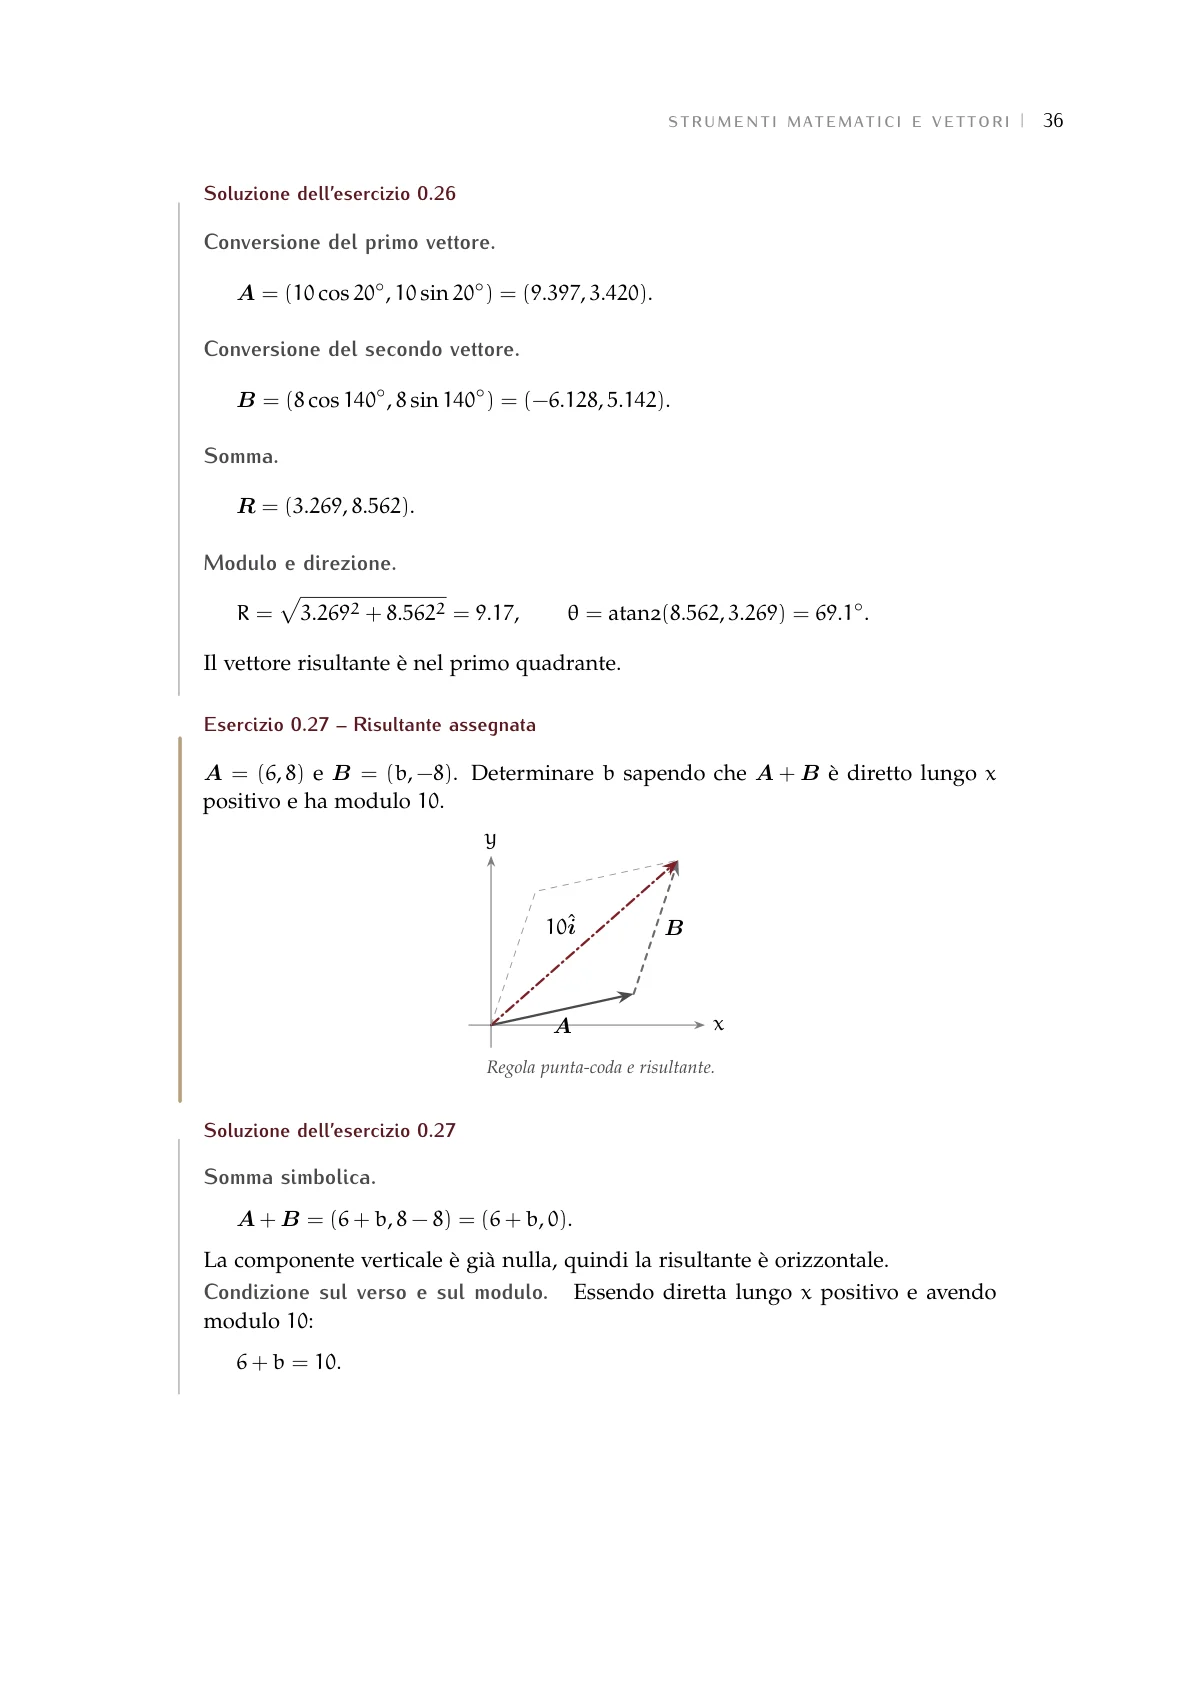 STRUMENTI MATEMATICI E VETTORI | 36
Soluzione dell'esercizio 0.26
Conversione del primo vettore.
A = (10 cos 20°, 10 sin 20°) = (9.397, 3.420).
Conversione del secondo vettore.
B = (8 cos 140°, 8 sin 140°) = (−6.128, 5.142).
Somma.
R = (3.269, 8.562).
Modulo e direzione.
R = √(3.269² + 8.562²) = 9.17, θ = atan2(8.562, 3.269) = 69.1°.
Il vettore risultante è nel primo quadrante.
Esercizio 0.27 – Risultante assegnata
A = (6, 8) e B = (b, −8). Determinare b sapendo che A + B è diretto lungo x
positivo e ha modulo 10.
y
10î
B
A
x
Regola punta-coda e risultante.
Soluzione dell'esercizio 0.27
Somma simbolica.
A + B = (6 + b, 8 − 8) = (6 + b, 0).
La componente verticale è già nulla, quindi la risultante è orizzontale.
Condizione sul verso e sul modulo. Essendo diretta lungo x positivo e avendo
modulo 10:
6 + b = 10.